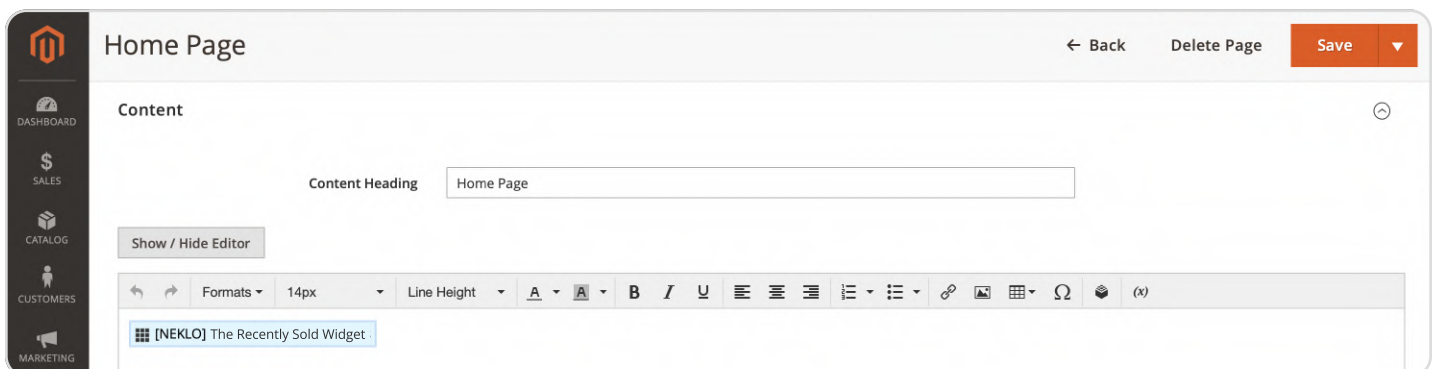 Home Page
Back
Delete Page
Save
DASHBOARD
Content
$
SALES
Content Heading
Home Page
CATALOG
Show / Hide Editor
CUSTOMERS
Formats 14px Line Height A A B I U Ω (x)
[NEKLO] The Recently Sold Widget
MARKETING